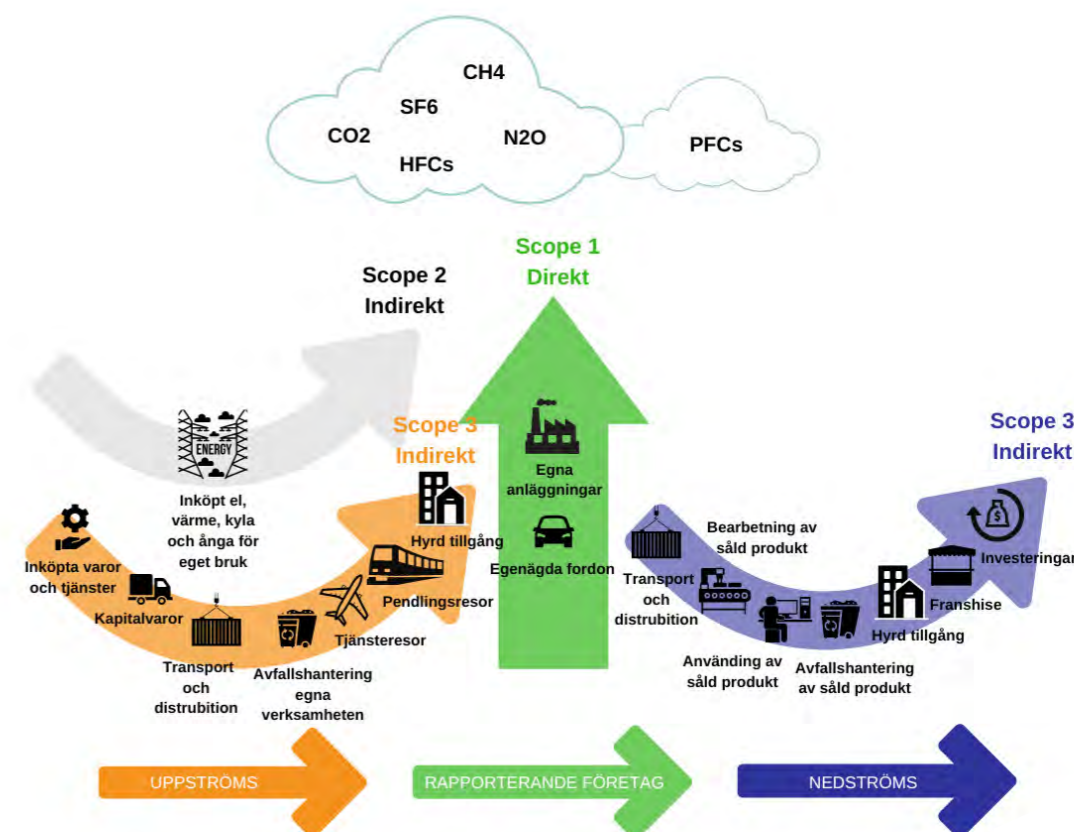 CH4
SF6
CO2
N2O
HFCs
PFCs
Scope 1
Direkt
Scope 2
Indirekt
ENERGY
Inköpt el,
värme, kyla
och ånga för
eget bruk
Scope 3
Indirekt
Inköpta varor
och tjänster
Kapitalvaror
Transport
och
distrubition
Avfallshantering
egna
verksamheten
Tjänsteresor
Pendlingsresor
Hyrd tillgång
Egna
anläggningar
Egenägda fordon
Scope 3
Indirekt
Transport
och
distrubition
Bearbetning av
såld produkt
Använding av
såld produkt
Avfallshantering
av såld produkt
Hyrd tillgång
Franshise
$
Investeringar
UPPSTRÖMS
RAPPORTERANDE FÖRETAG
NEDSTRÖMS